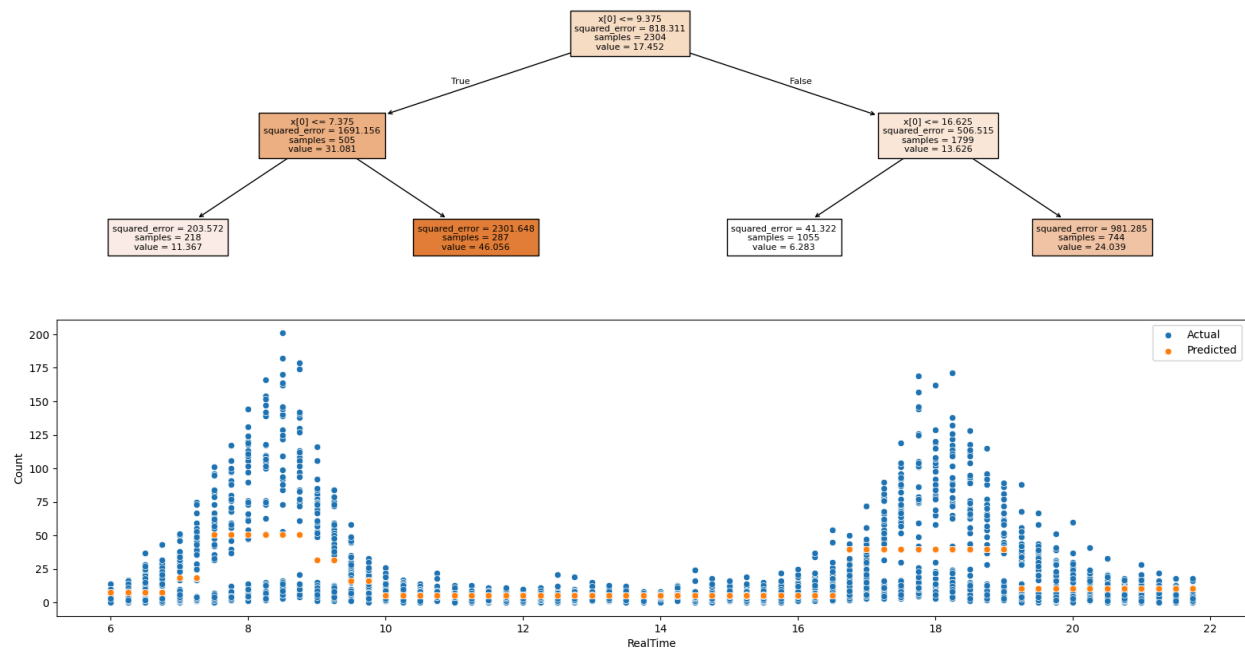 x[0] <= 9.375
squared_error = 818.311
samples = 2304
value = 17.452
True
False
x[0] <= 7.375
squared_error = 1691.156
samples = 505
value = 31.081
x[0] <= 16.625
squared_error = 506.515
samples = 1799
value = 13.626
squared_error = 203.572
samples = 218
value = 11.367
squared_error = 2301.648
samples = 287
value = 46.056
squared_error = 41.322
samples = 1055
value = 6.283
squared_error = 981.285
samples = 744
value = 24.039
200
175
150
125
100
75
50
25
0
Count
Actual
Predicted
6
8
10
12
14
16
18
20
22
RealTime